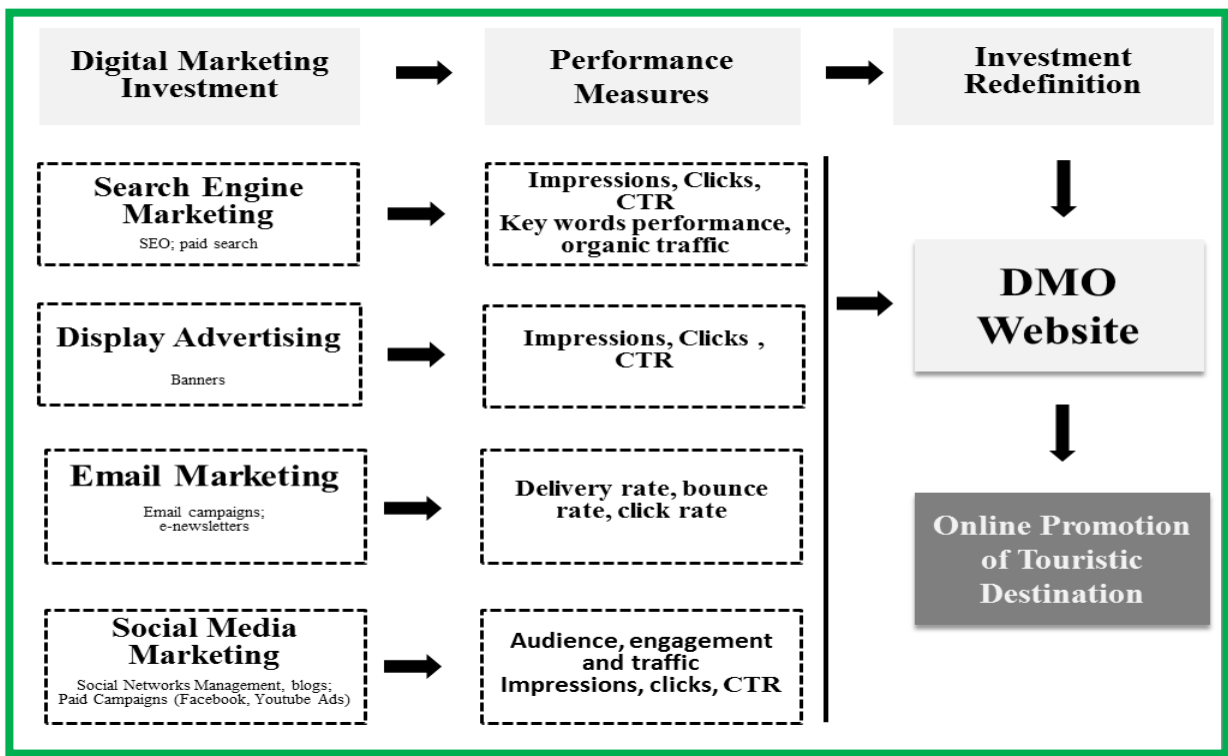 Digital Marketing
Investment
Performance
Measures
Investment
Redefinition
Search Engine
Marketing
SEO; paid search
Impressions, Clicks,
CTR
Key words performance,
organic traffic
Display Advertising
Banners
Impressions, Clicks ,
CTR
Email Marketing
Email campaigns;
e-newsletters
Delivery rate, bounce
rate, click rate
Social Media
Marketing
Social Networks Management, blogs;
Paid Campaigns (Facebook, Youtube Ads)
Audience, engagement
and traffic
Impressions, clicks, CTR
DMO
Website
Online Promotion
of Touristic
Destination